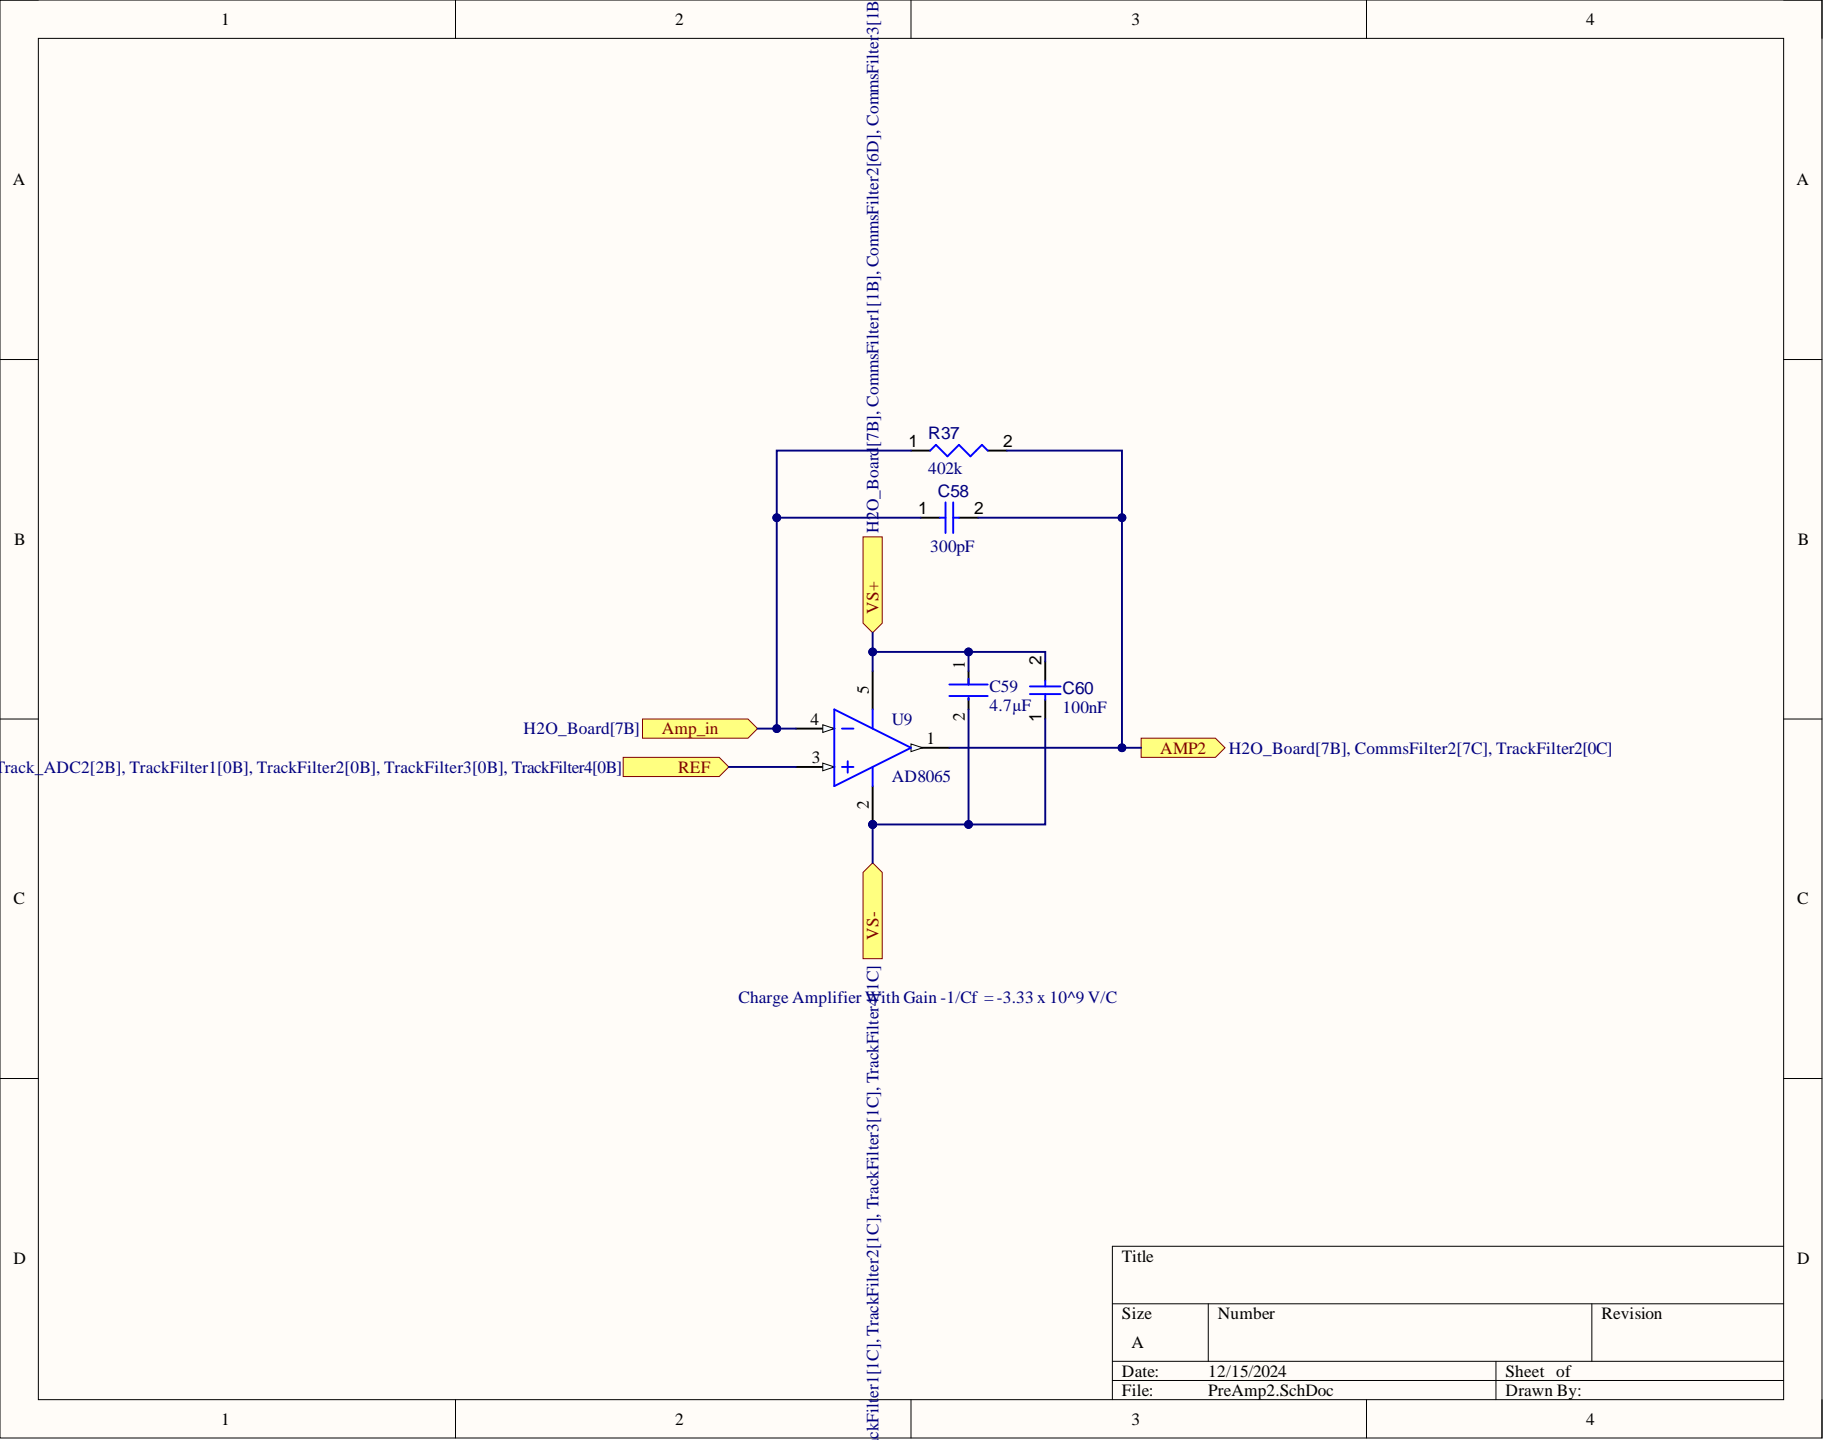 1 2 3 4
H2O_Board[7B], CommsFilter1[1B], CommsFilter2[6D], CommsFilter3[1B
A A
R37
1 2
402k
C58
1 2
300pF
B B
VS+
5
1
2
C59
4.7µF
2
1
C60
100nF
H2O_Board[7B] Amp_in
4
U9
1
AMP2 H2O_Board[7B], CommsFilter2[7C], TrackFilter2[0C]
Track_ADC2[2B], TrackFilter1[0B], TrackFilter2[0B], TrackFilter3[0B], TrackFilter4[0B] REF
3
AD8065
2
C C
VS-
ckFilter1[1C], TrackFilter2[1C], TrackFilter3[1C], TrackFilter4[1C]
Charge Amplifier With Gain -1/Cf = -3.33 x 10^9 V/C
D D
Title
Size Number Revision
A
Date: 12/15/2024 Sheet of
File: PreAmp2.SchDoc Drawn By:
1 2 3 4